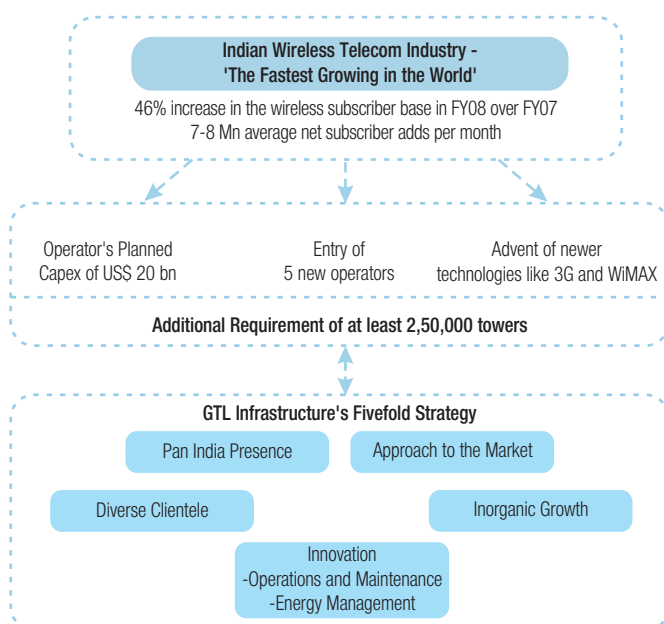 Indian Wireless Telecom Industry -
'The Fastest Growing in the World'
46% increase in the wireless subscriber base in FY08 over FY07
7-8 Mn average net subscriber adds per month
Operator's Planned
Capex of US$ 20 bn
Entry of
5 new operators
Advent of newer
technologies like 3G and WiMAX
Additional Requirement of at least 2,50,000 towers
GTL Infrastructure's Fivefold Strategy
Pan India Presence
Approach to the Market
Diverse Clientele
Inorganic Growth
Innovation
-Operations and Maintenance
-Energy Management